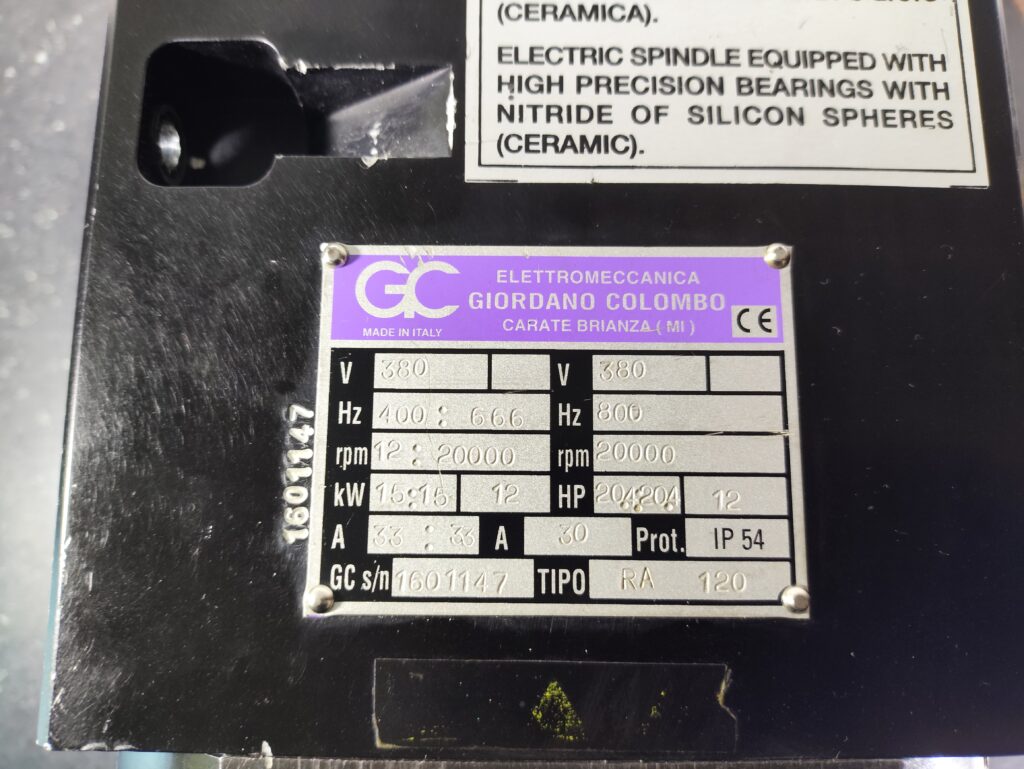 (CERAMICA).
ELECTRIC SPINDLE EQUIPPED WITH
HIGH PRECISION BEARINGS WITH
NITRIDE OF SILICON SPHERES
(CERAMIC).
GC
MADE IN ITALY
ELETTROMECCANICA
GIORDANO COLOMBO
CARATE BRIANZA ( MI )
CE
V 380 V 380
Hz 400 : 666 Hz 800
rpm 12 : 20000 rpm 20000
kW 15:15 12 HP 20,4:20,4 12
A 33 : 33 A 30 Prot. IP 54
GC s/n 1601147 TIPO RA 120
1601147